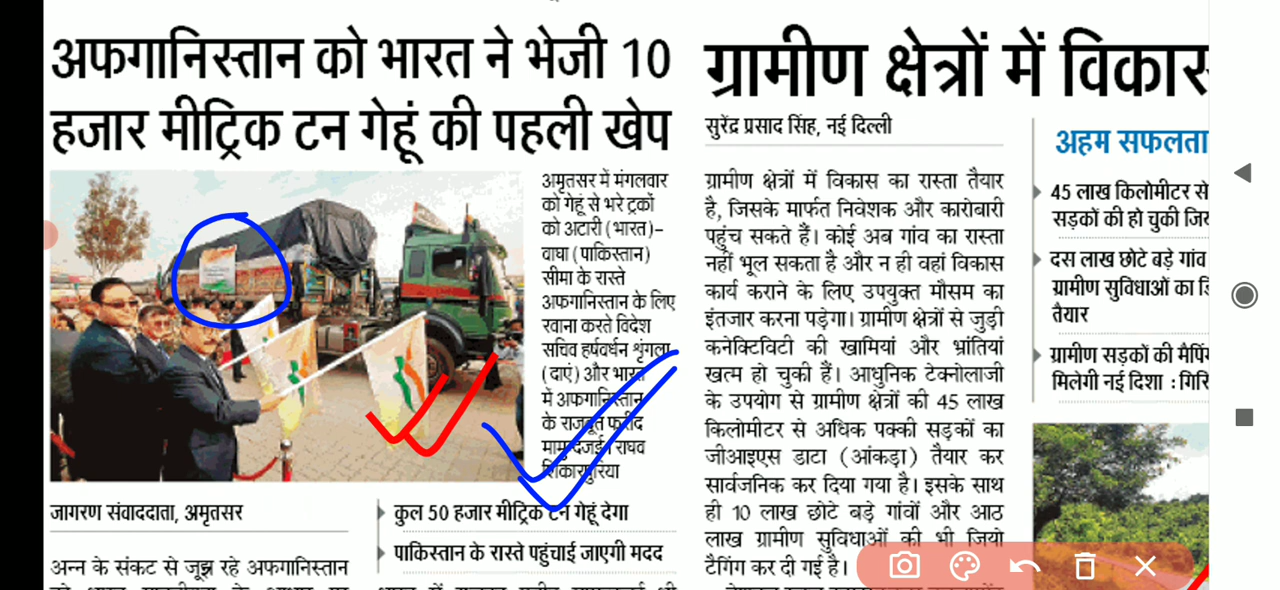 अफगानिस्तान को भारत ने भेजी 10
हजार मीट्रिक टन गेहूं की पहली खेप
अमृतसर में मंगलवार
को गेहूं से भरे ट्रकों
को अटारी (भारत)-
वाघा (पाकिस्तान)
सीमा के रास्ते
अफगानिस्तान के लिए
रवाना करते विदेश
सचिव हर्षवर्धन शृंगला
(दाएं) और भारत
में अफगानिस्तान
के राजदूत फरीद
मामुन्दजई। राघव
शिकारपुरिया
जागरण संवाददाता, अमृतसर
अन्न के संकट से जूझ रहे अफगानिस्तान
कुल 50 हजार मीट्रिक टन गेहूं देगा
पाकिस्तान के रास्ते पहुंचाई जाएगी मदद
ग्रामीण क्षेत्रों में विकास
सुरेंद्र प्रसाद सिंह, नई दिल्ली
ग्रामीण क्षेत्रों में विकास का रास्ता तैयार
है, जिसके मार्फत निवेशक और कारोबारी
पहुंच सकते हैं। कोई अब गांव का रास्ता
नहीं भूल सकता है और न ही वहां विकास
कार्य कराने के लिए उपयुक्त मौसम का
इंतजार करना पड़ेगा। ग्रामीण क्षेत्रों से जुड़ी
कनेक्टिविटी की खामियां और भ्रांतियां
खत्म हो चुकी हैं। आधुनिक टेक्नोलाजी
के उपयोग से ग्रामीण क्षेत्रों की 45 लाख
किलोमीटर से अधिक पक्की सड़कों का
जीआइएस डाटा (आंकड़ा) तैयार कर
सार्वजनिक कर दिया गया है। इसके साथ
ही 10 लाख छोटे बड़े गांवों और आठ
लाख ग्रामीण सुविधाओं की भी जियो
टैगिंग कर दी गई है।
अहम सफलता
45 लाख किलोमीटर से
सड़कों की हो चुकी जि
दस लाख छोटे बड़े गांव
ग्रामीण सुविधाओं का
तैयार
ग्रामीण सड़कों की मैपिं
मिलेगी नई दिशा : गिरि